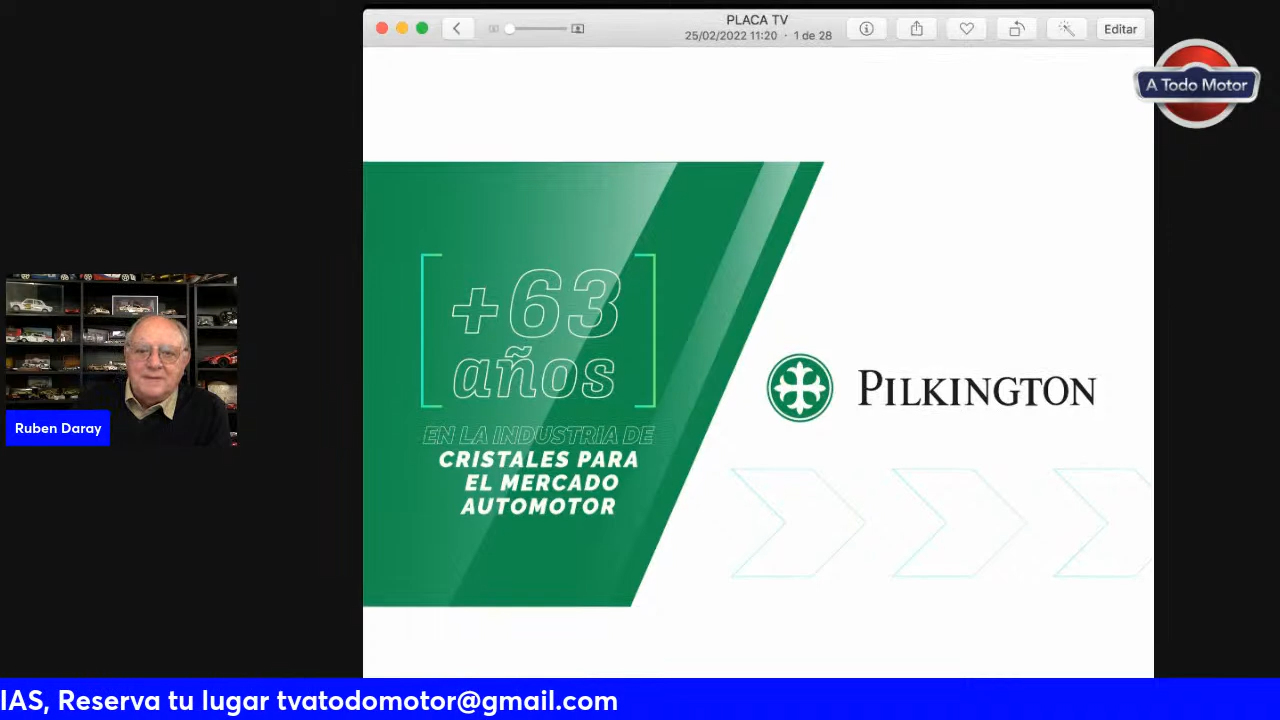 PLACA TV
25/02/2022 11:20 · 1 de 28
Editar
A Todo Motor
+63
años
EN LA INDUSTRIA DE
CRISTALES PARA
EL MERCADO
AUTOMOTOR
PILKINGTON
Ruben Daray
IAS, Reserva tu lugar tvatodomotor@gmail.com